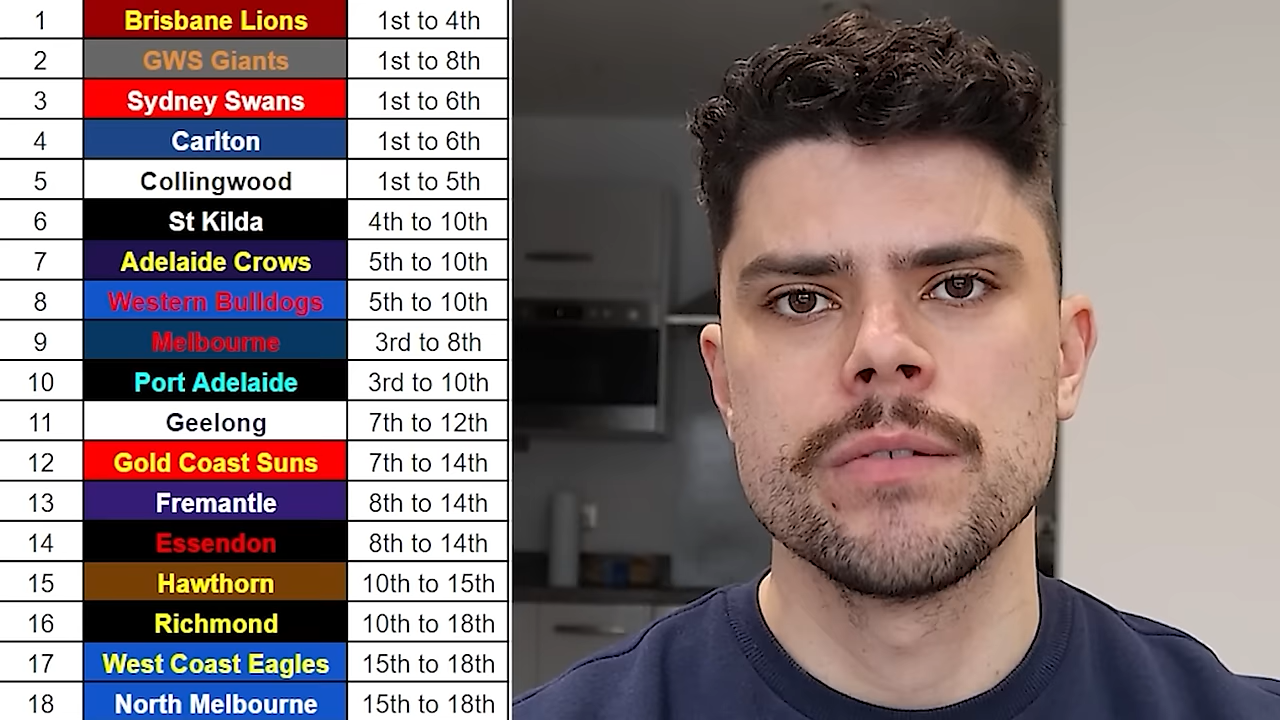 1 Brisbane Lions 1st to 4th
2 GWS Giants 1st to 8th
3 Sydney Swans 1st to 6th
4 Carlton 1st to 6th
5 Collingwood 1st to 5th
6 St Kilda 4th to 10th
7 Adelaide Crows 5th to 10th
8 Western Bulldogs 5th to 10th
9 Melbourne 3rd to 8th
10 Port Adelaide 3rd to 10th
11 Geelong 7th to 12th
12 Gold Coast Suns 7th to 14th
13 Fremantle 8th to 14th
14 Essendon 8th to 14th
15 Hawthorn 10th to 15th
16 Richmond 10th to 18th
17 West Coast Eagles 15th to 18th
18 North Melbourne 15th to 18th